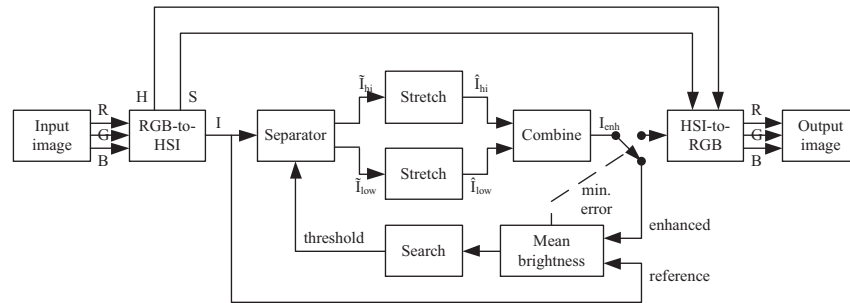 H
S
R
G
B
Input
image
RGB-to-
HSI
I
Separator
Ĩhi
Stretch
Îhi
Ĩlow
Stretch
Îlow
Combine
Ienh
HSI-to-
RGB
R
G
B
Output
image
min.
error
enhanced
threshold
Search
Mean
brightness
reference